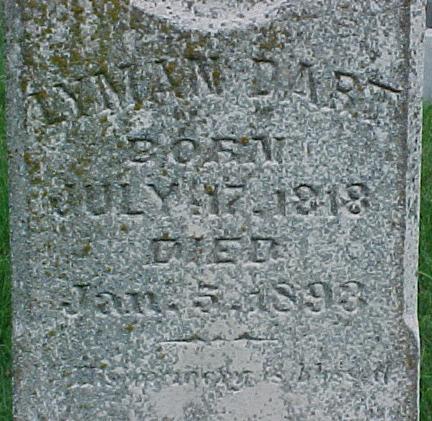 LYMAN DART
BORN
JULY 17, 1818
DIED
Jan. 5, 1893